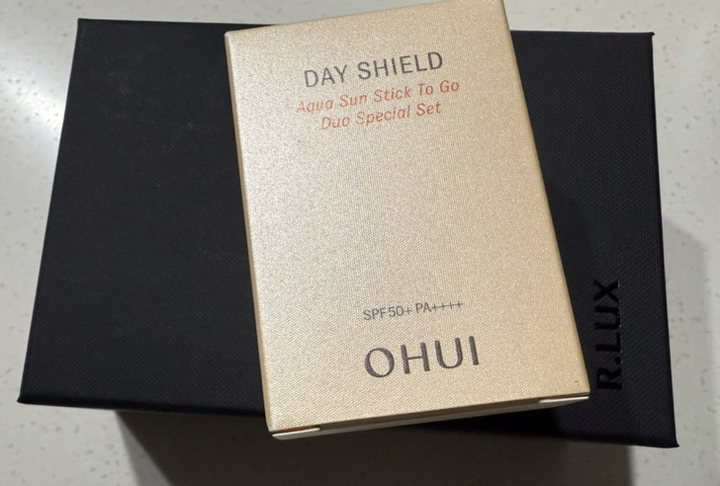 DAY SHIELD
Aqua Sun Stick To Go
Duo Special Set
SPF50+ PA++++
OHUI
R.LUX